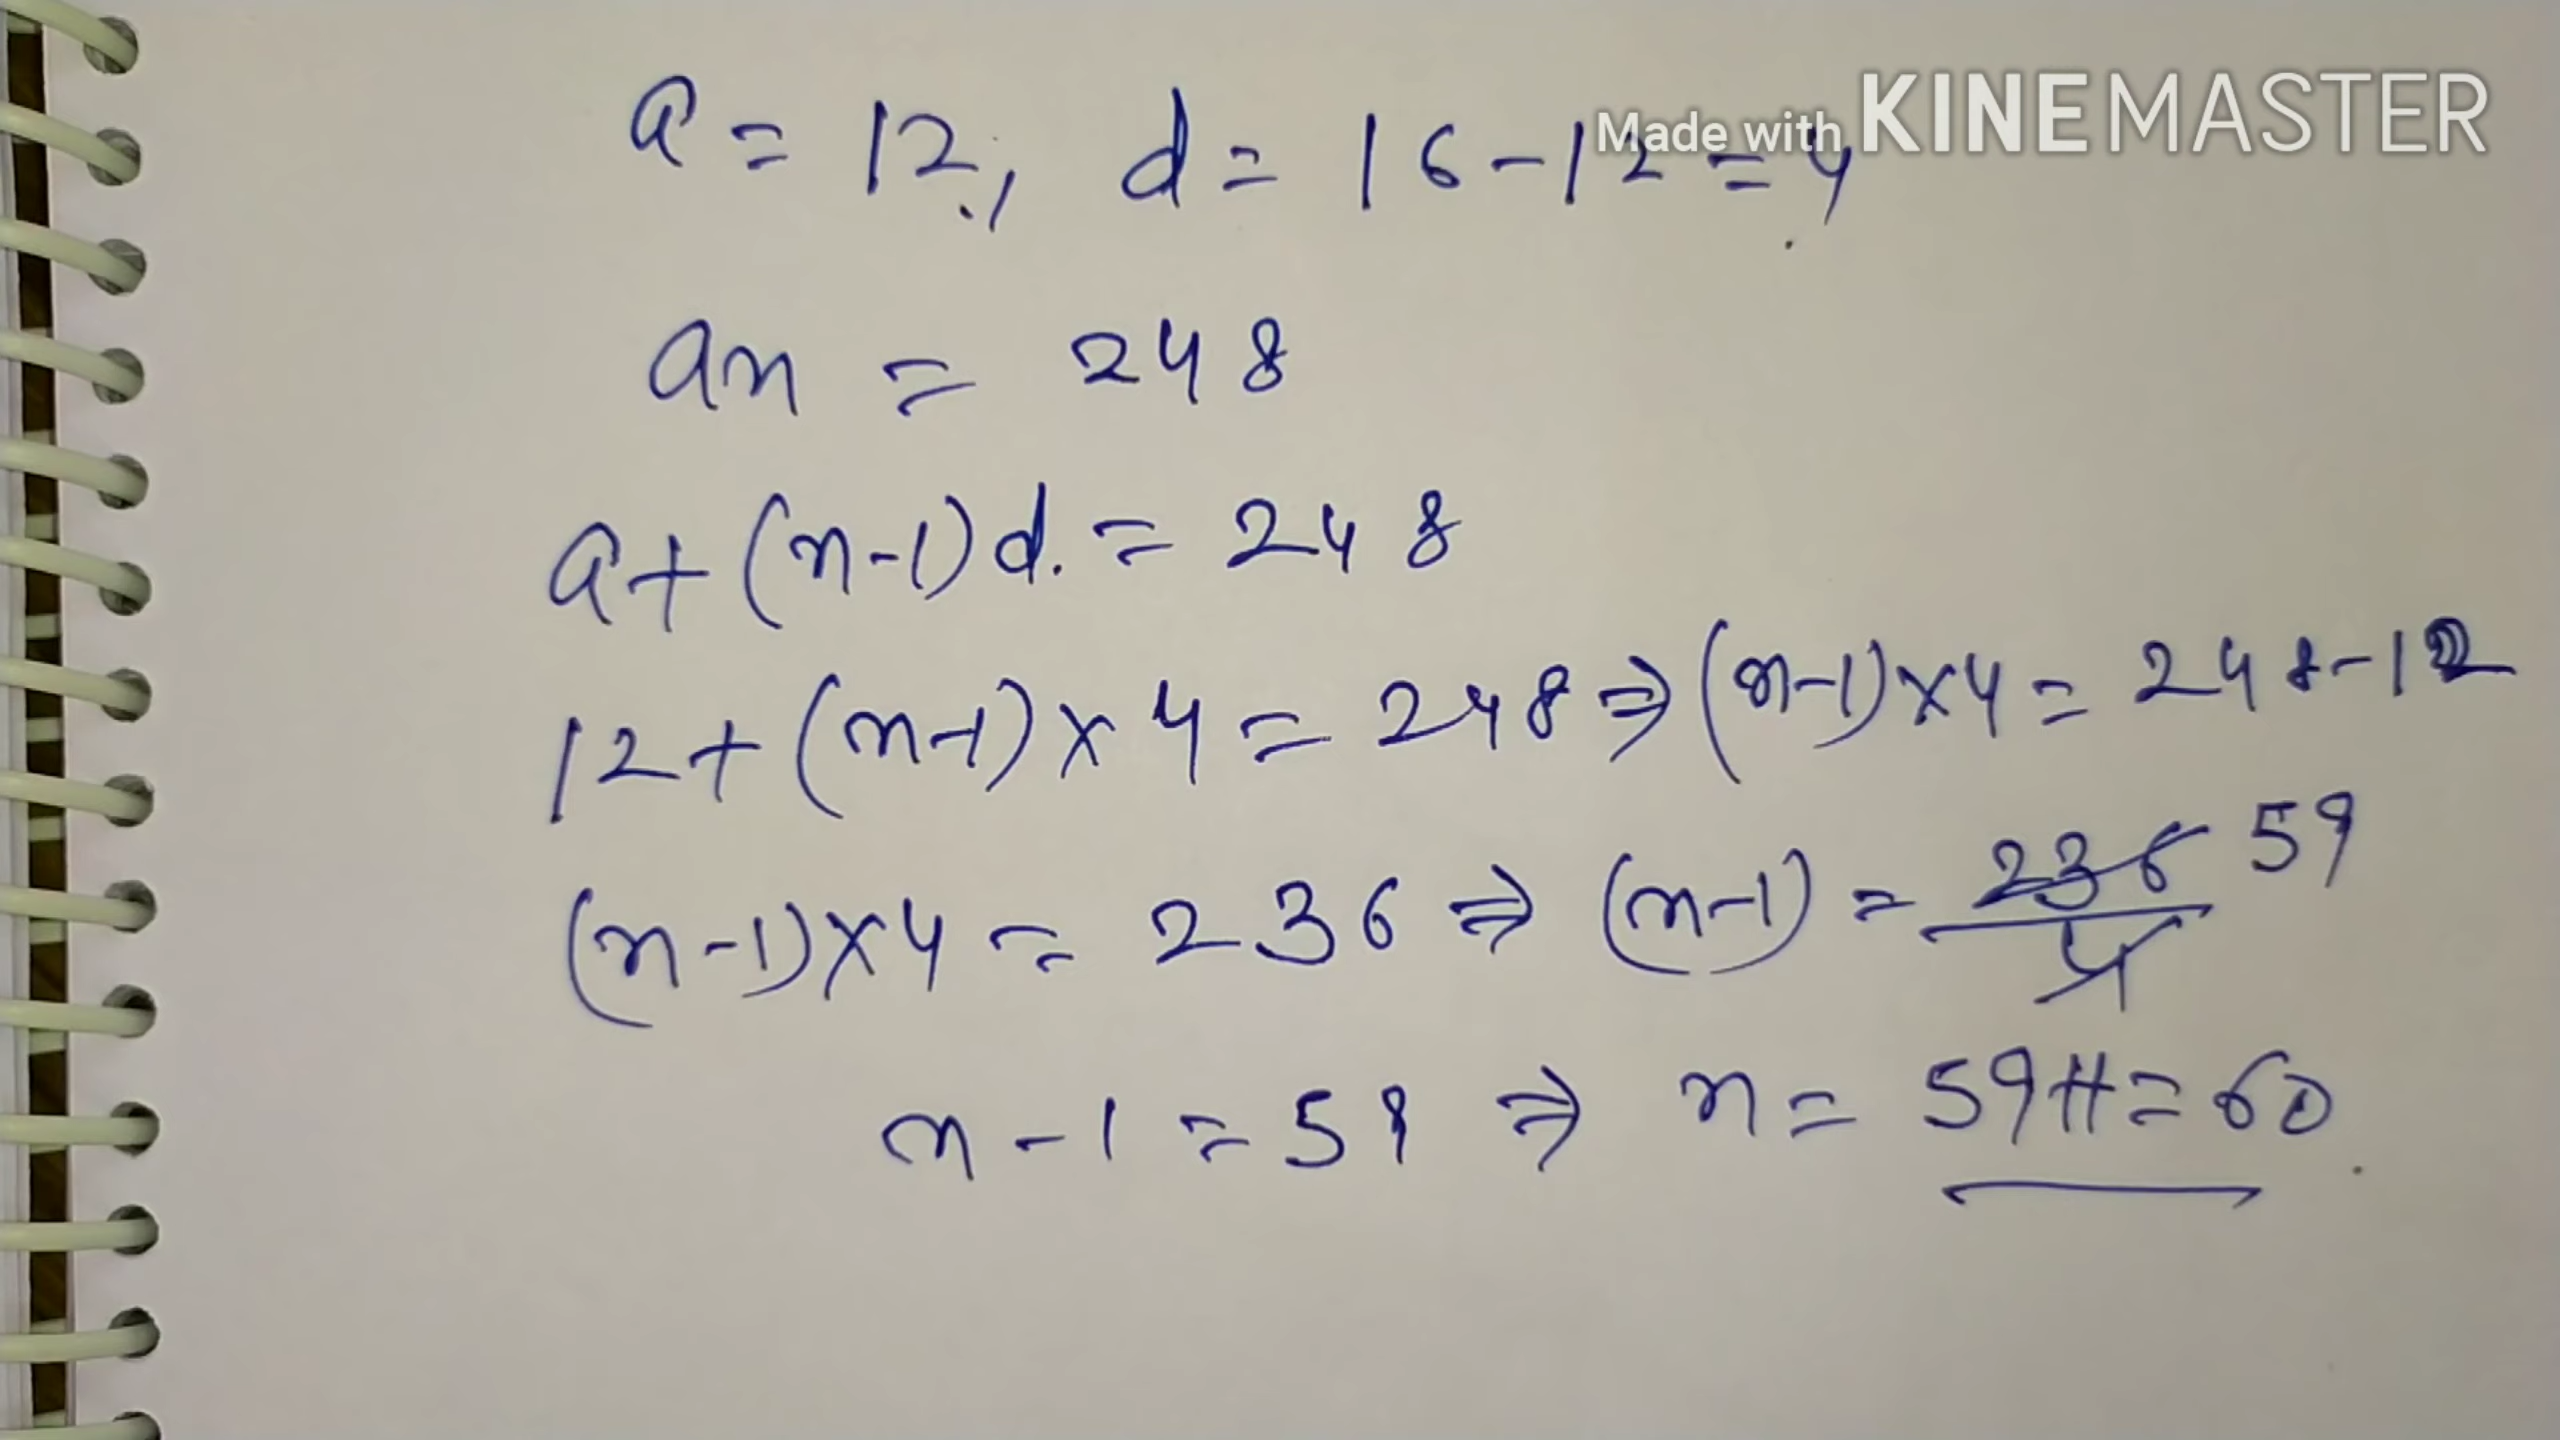 Made with KINEMASTER
a = 12, d = 16-12 = 4
an = 248
a+(n-1)d. = 248
12+(n-1)×4 = 248 ⇒ (n-1)×4 = 248-12
(n-1)×4 = 236 ⇒ (n-1) = 236/4 59
n-1 = 59 ⇒ n = 59+1 = 60